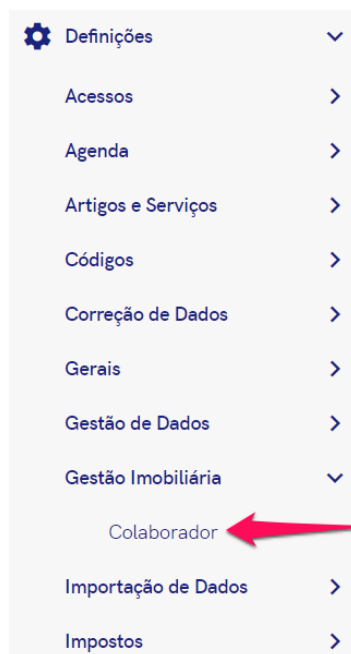 Definições
Acessos
Agenda
Artigos e Serviços
Códigos
Correção de Dados
Gerais
Gestão de Dados
Gestão Imobiliária
Colaborador
Importação de Dados
Impostos